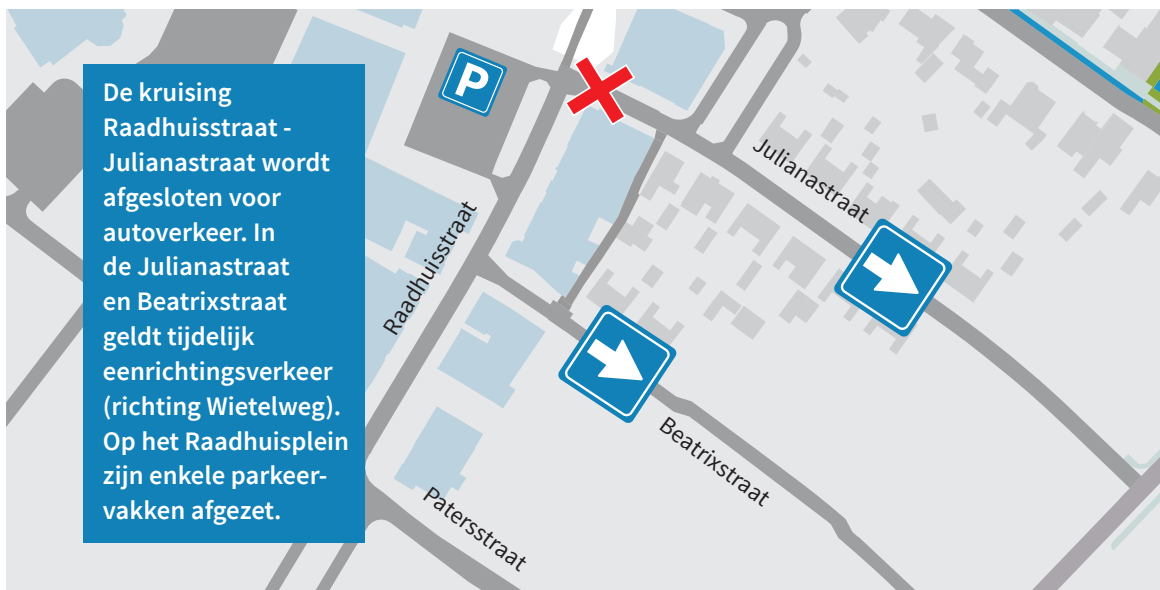 De kruising
Raadhuisstraat -
Julianastraat wordt
afgesloten voor
autoverkeer. In
de Julianastraat
en Beatrixstraat
geldt tijdelijk
eenrichtingsverkeer
(richting Wietelweg).
Op het Raadhuisplein
zijn enkele parkeer-
vakken afgezet.
P
Julianastraat
Raadhuisstraat
Beatrixstraat
Patersstraat